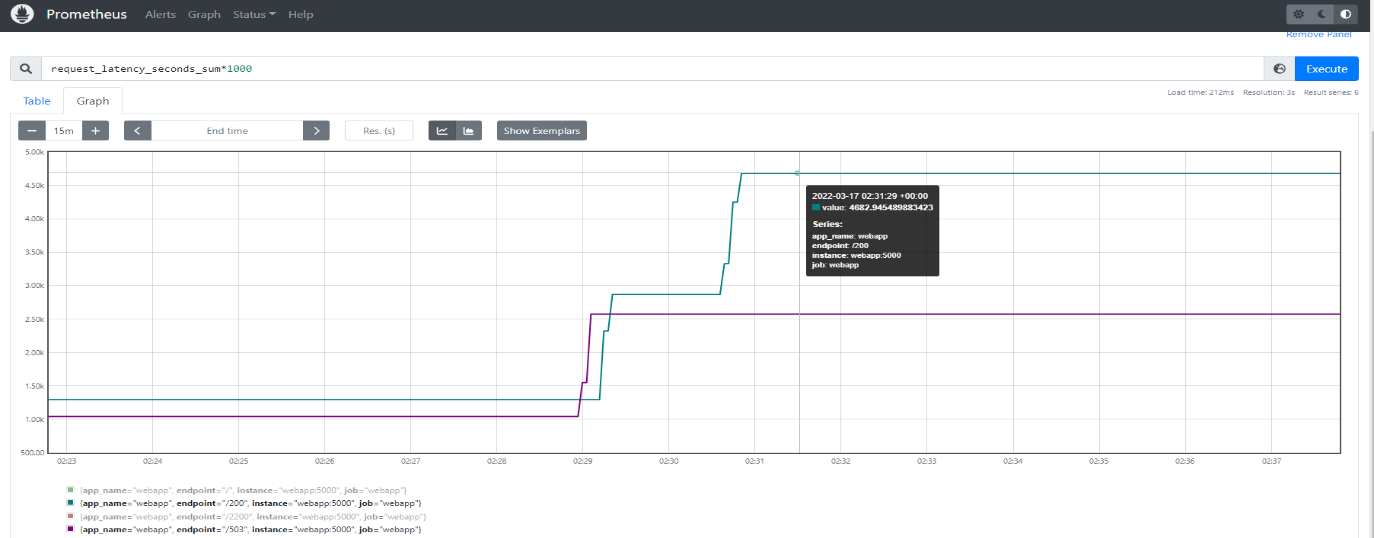 Prometheus Alerts Graph Status Help
Remove Panel
request_latency_seconds_sum*1000 Execute
Load time: 212ms Resolution: 3s Result series: 6
Table Graph
− 15m + < End time > Res. (s) Show Exemplars
5.00k
4.50k
4.00k
3.50k
3.00k
2.50k
2.00k
1.50k
1.00k
500.00
2022-03-17 02:31:29 +00:00
value: 4682.945489883423
Series:
app_name: webapp
endpoint: /200
instance: webapp:5000
job: webapp
02:23 02:24 02:25 02:26 02:27 02:28 02:29 02:30 02:31 02:32 02:33 02:34 02:35 02:36 02:37
{app_name="webapp", endpoint="/", instance="webapp:5000", job="webapp"}
{app_name="webapp", endpoint="/200", instance="webapp:5000", job="webapp"}
{app_name="webapp", endpoint="/2200", instance="webapp:5000", job="webapp"}
{app_name="webapp", endpoint="/503", instance="webapp:5000", job="webapp"}